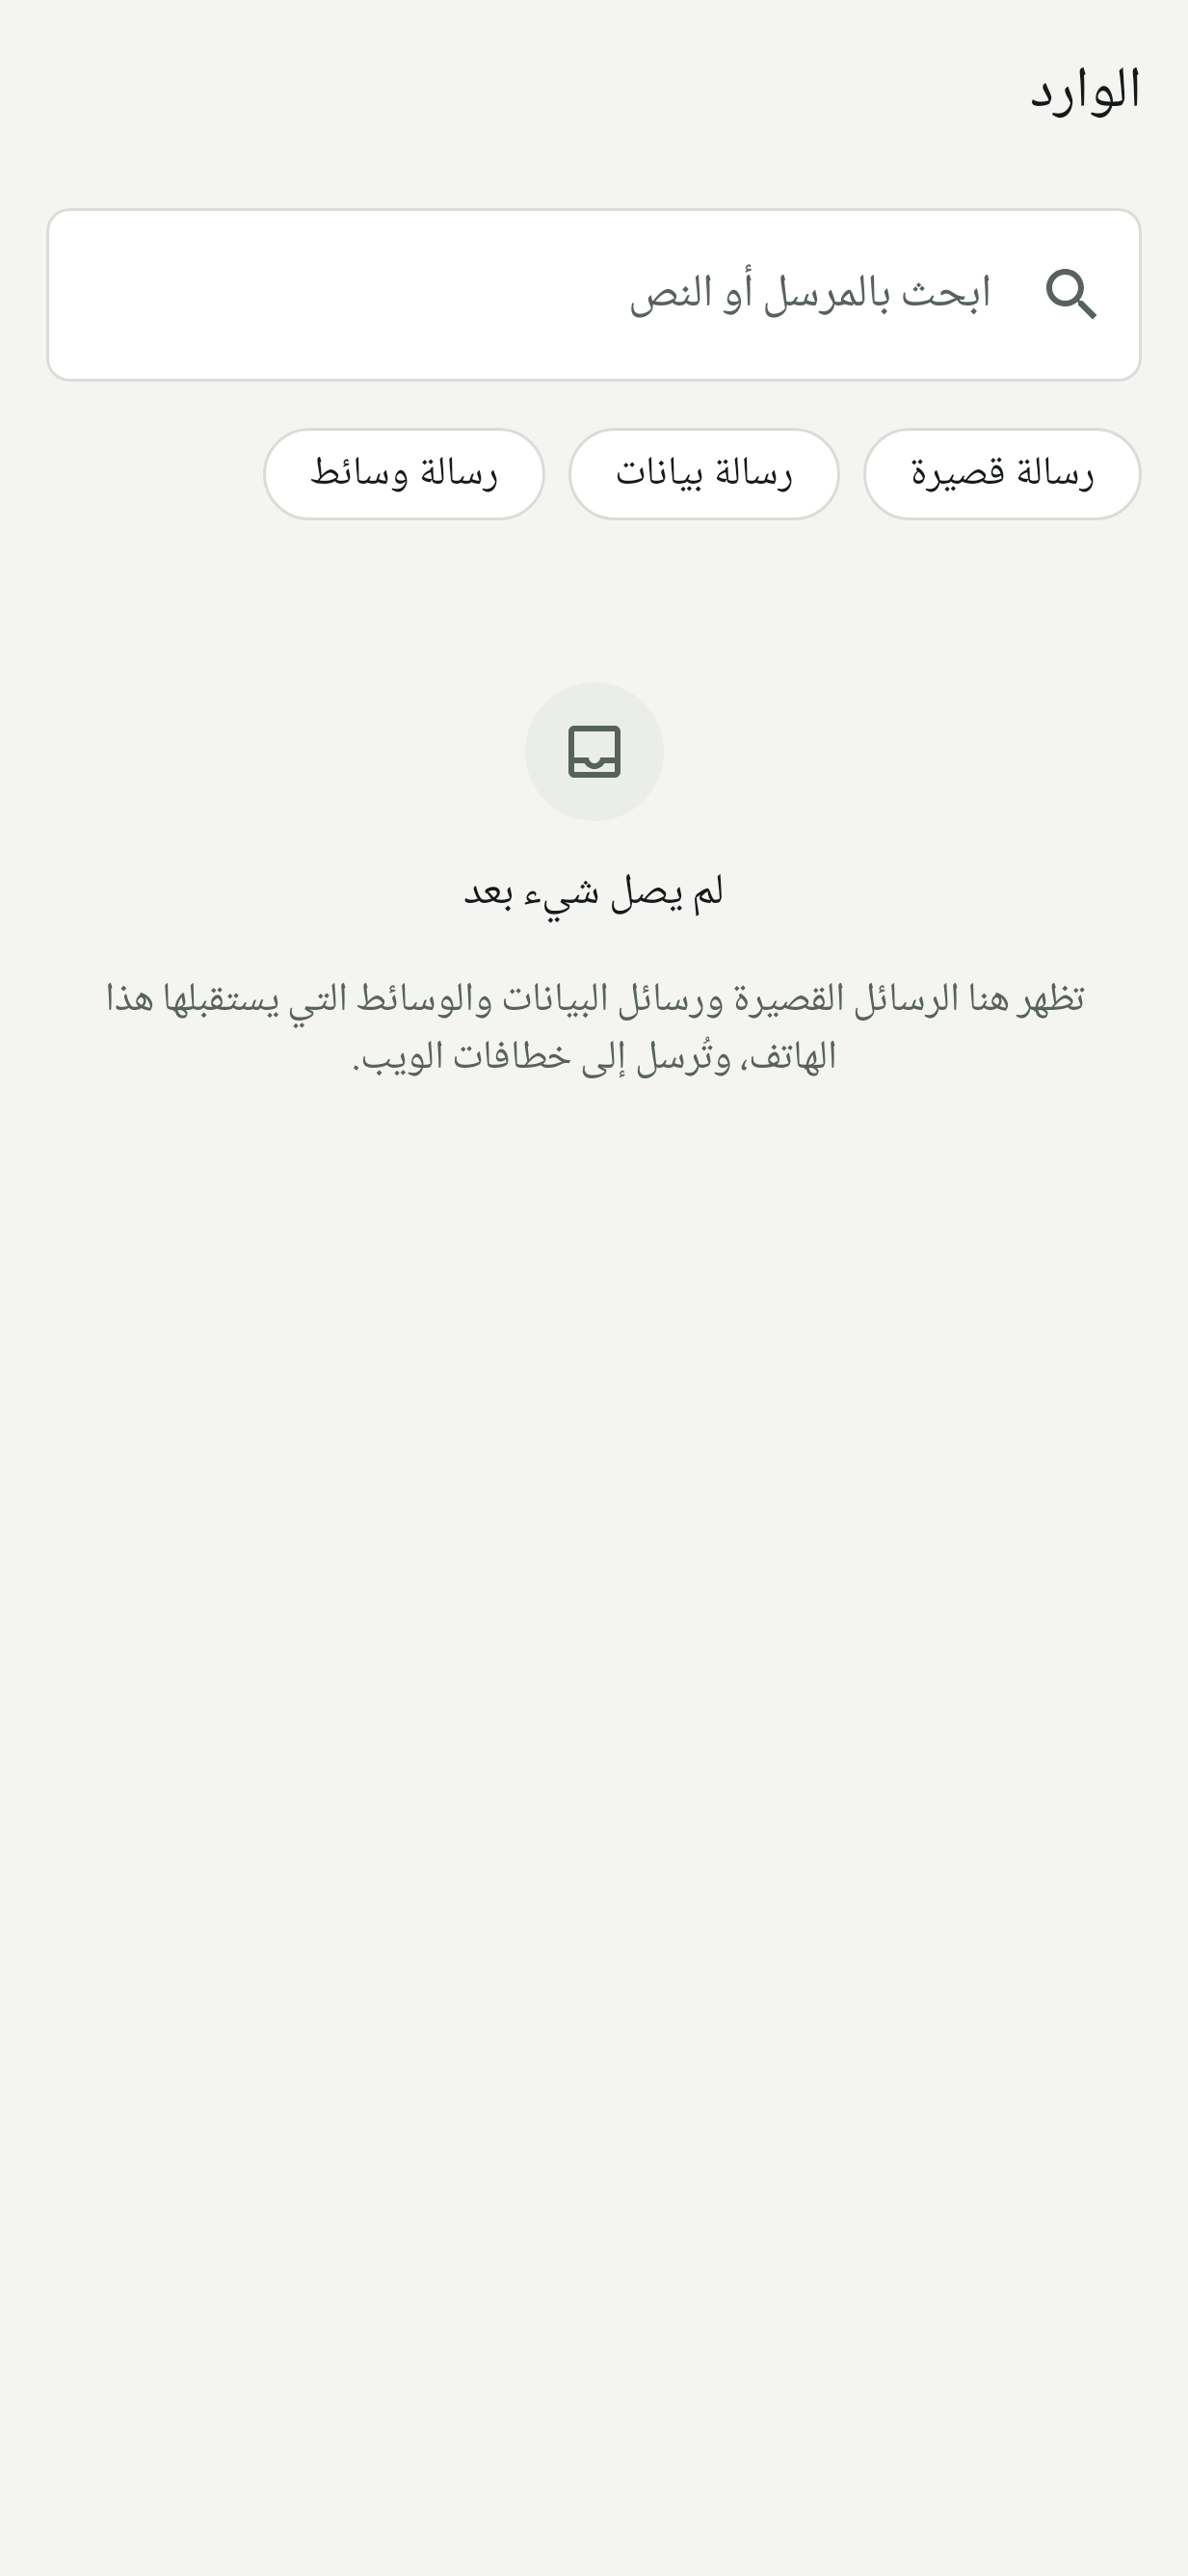 الوارد
ابحث بالمرسل أو النص
رسالة قصيرة
رسالة بيانات
رسالة وسائط
لم يصل شيء بعد
تظهر هنا الرسائل القصيرة ورسائل البيانات والوسائط التي يستقبلها هذا
الهاتف، وتُرسل إلى خطافات الويب.